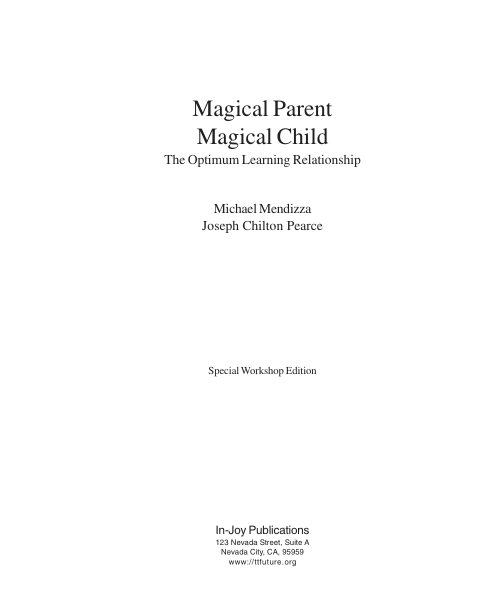 Magical Parent
Magical Child
The Optimum Learning Relationship
Michael Mendizza
Joseph Chilton Pearce
Special Workshop Edition
In-Joy Publications
123 Nevada Street, Suite A
Nevada City, CA, 95959
www://ttfuture.org